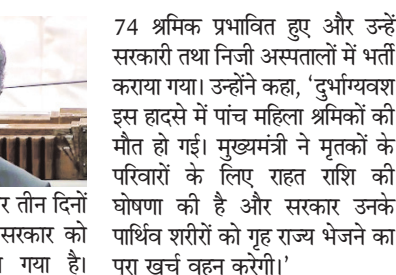 74 श्रमिक प्रभावित हुए और उन्हें
सरकारी तथा निजी अस्पतालों में भर्ती
कराया गया। उन्होंने कहा, ‘दुर्भाग्यवश
इस हादसे में पांच महिला श्रमिकों की
मौत हो गई। मुख्यमंत्री ने मृतकों के
परिवारों के लिए राहत राशि की
घोषणा की है और सरकार उनके
पार्थिव शरीरों को गृह राज्य भेजने का
पूरा खर्च वहन करेगी।’
र तीन दिनों
सरकार को
गया है।